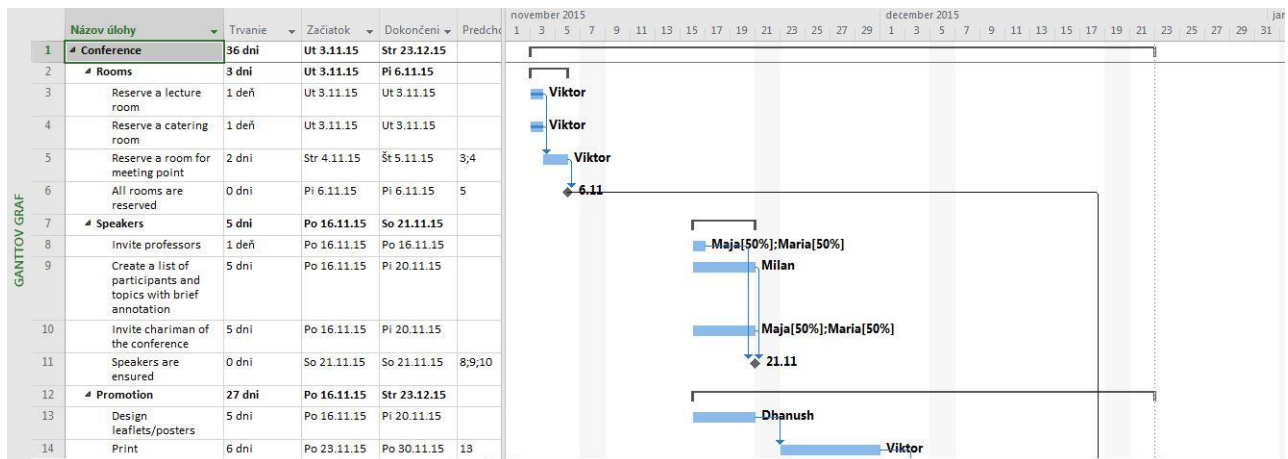 november 2015 december 2015 jan
Názov úlohy Trvanie Začiatok Dokončeni Predcho 1 3 5 7 9 11 13 15 17 19 21 23 25 27 29 1 3 5 7 9 11 13 15 17 19 21 23 25 27 29 31
1 Conference 36 dni Ut 3.11.15 Str 23.12.15
2 Rooms 3 dni Ut 3.11.15 Pi 6.11.15
3 Reserve a lecture 1 deň Ut 3.11.15 Ut 3.11.15 Viktor
room
4 Reserve a catering 1 deň Ut 3.11.15 Ut 3.11.15 Viktor
room
5 Reserve a room for 2 dni Str 4.11.15 Št 5.11.15 3;4 Viktor
meeting point
6 All rooms are 0 dni Pi 6.11.15 Pi 6.11.15 5 6.11
reserved
GANTTOV GRAF
7 Speakers 5 dni Po 16.11.15 So 21.11.15
8 Invite professors 1 deň Po 16.11.15 Po 16.11.15 Maja[50%];Maria[50%]
9 Create a list of 5 dni Po 16.11.15 Pi 20.11.15 Milan
participants and
topics with brief
annotation
10 Invite chariman of 5 dni Po 16.11.15 Pi 20.11.15 Maja[50%];Maria[50%]
the conference
11 Speakers are 0 dni So 21.11.15 So 21.11.15 8;9;10 21.11
ensured
12 Promotion 27 dni Po 16.11.15 Str 23.12.15
13 Design 5 dni Po 16.11.15 Pi 20.11.15 Dhanush
leaflets/posters
14 Print 6 dni Po 23.11.15 Po 30.11.15 13 Viktor